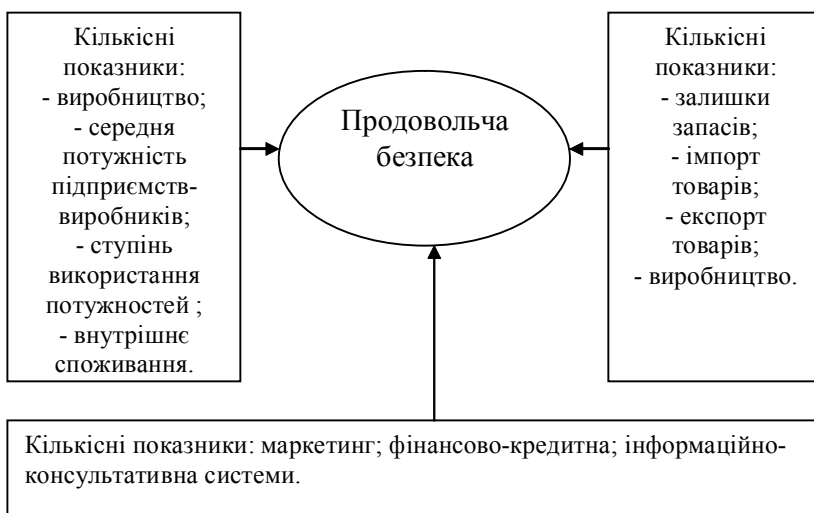 Кількісні
показники:
- виробництво;
- середня
потужність
підприємств-
виробників;
- ступінь
використання
потужностей ;
- внутрішнє
споживання.
Продовольча
безпека
Кількісні
показники:
- залишки
запасів;
- імпорт
товарів;
- експорт
товарів;
- виробництво.
Кількісні показники: маркетинг; фінансово-кредитна; інформаційно-
консультативна системи.